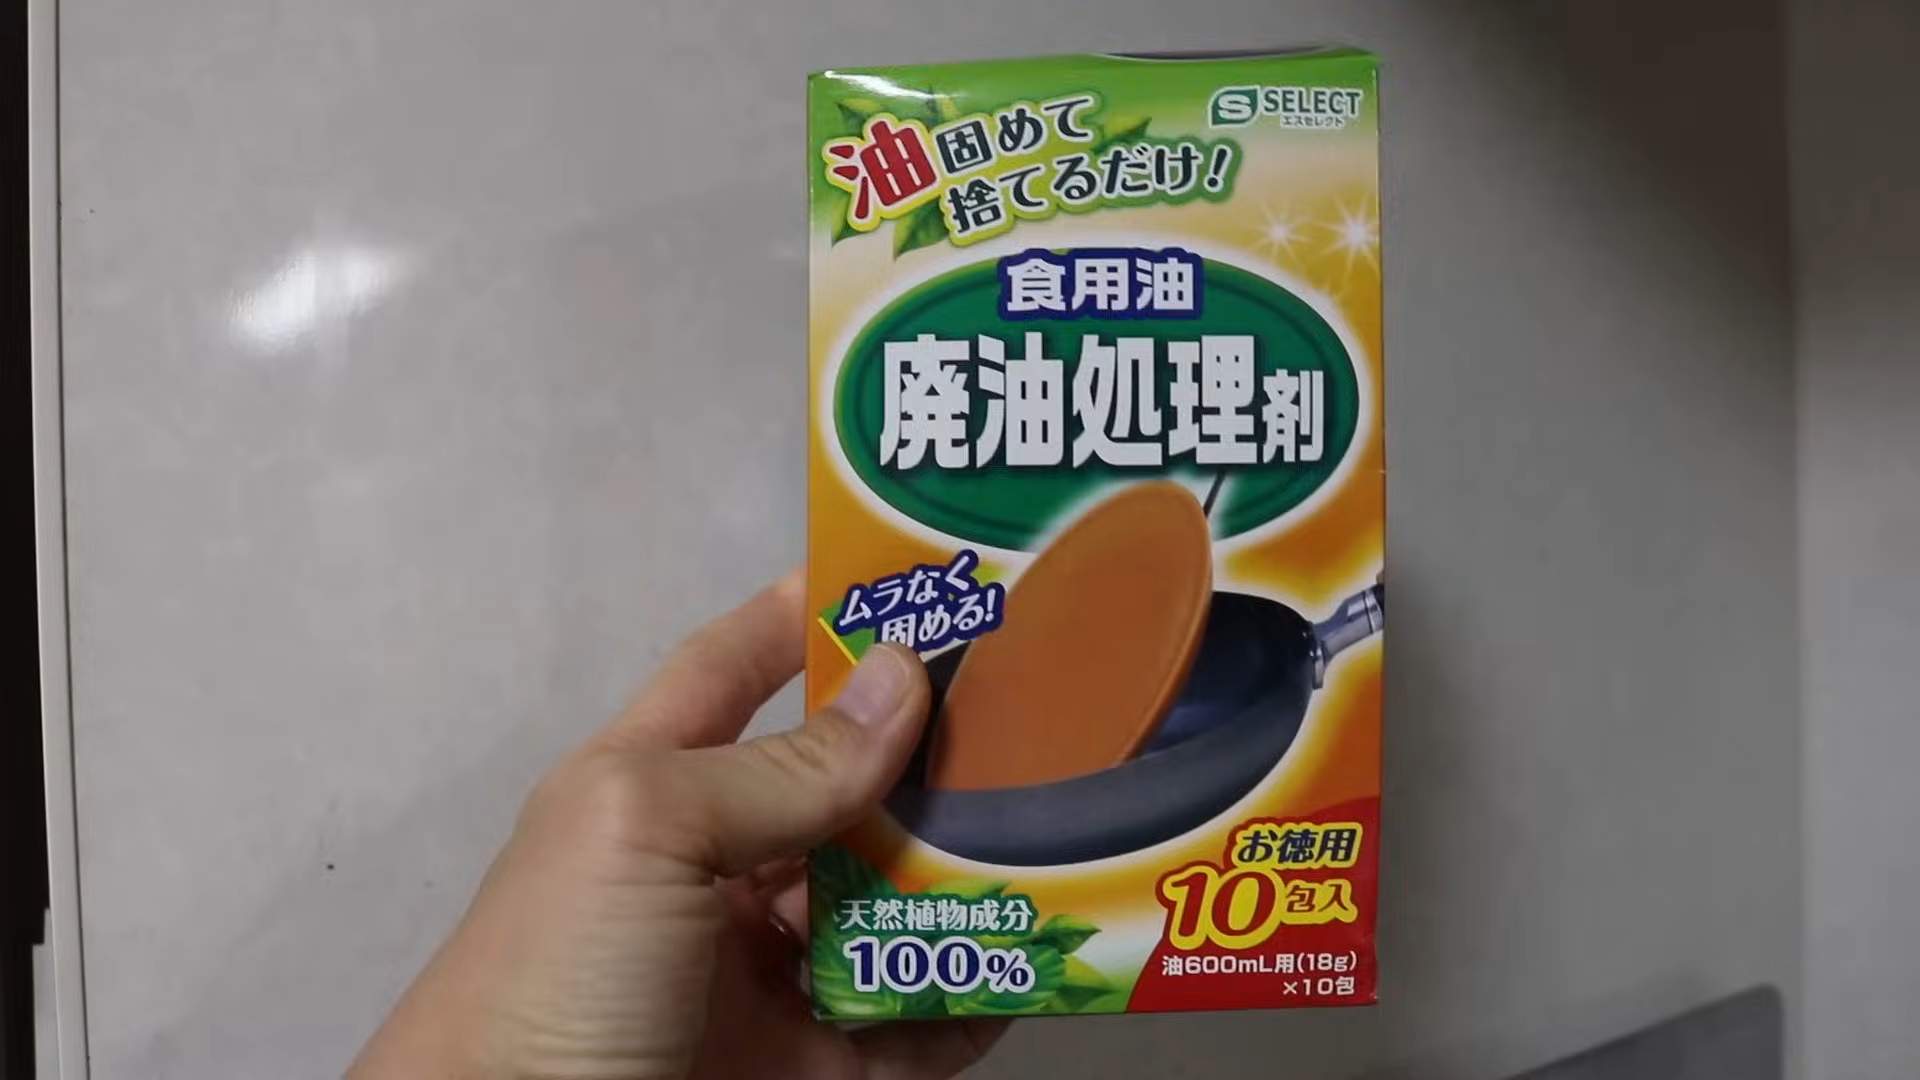 SELECT
エスセレクト
油固めて
捨てるだけ!
食用油
廃油処理剤
ムラなく
固める!
お徳用
10包入
天然植物成分
100%
油600mL用(18g)
×10包